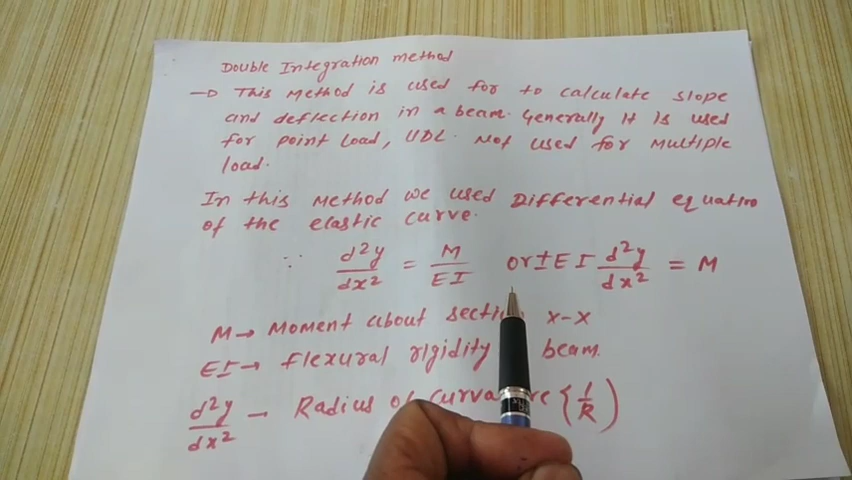 Double Integration method
→ This method is used for to calculate slope
and deflection in a beam. Generally it is used
for point load, UDL. Not used for multiple
load.
In this method we used Differential equation
of the elastic curve.
∵ d²y/dx² = M/EI or ± EI d²y/dx² = M
M → Moment about section x-x
EI → flexural rigidity beam.
d²y/dx² → Radius of {1/R}